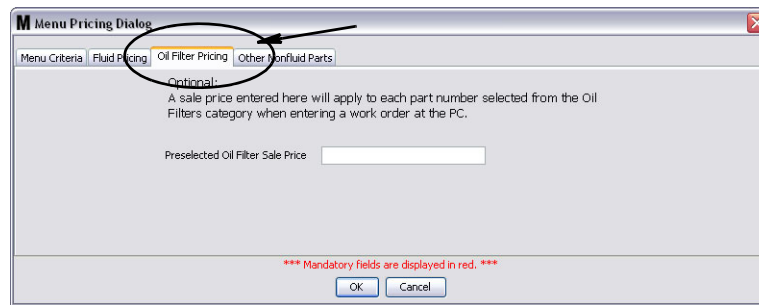 M Menu Pricing Dialog
Menu Criteria Fluid Pricing Oil Filter Pricing Other Nonfluid Parts
Optional:
A sale price entered here will apply to each part number selected from the Oil
Filters category when entering a work order at the PC.
Preselected Oil Filter Sale Price
*** Mandatory fields are displayed in red. ***
OK Cancel